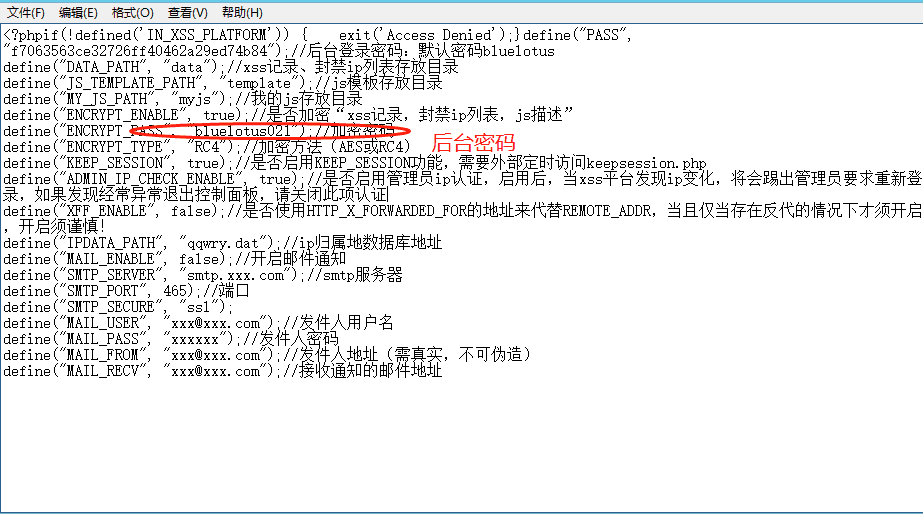 文件(F) 编辑(E) 格式(O) 查看(V) 帮助(H)
<?phpif(!defined('IN_XSS_PLATFORM')) { exit('Access Denied');}define("PASS",
"f7063563ce32726ff40462a29ed74b84");//后台登录密码：默认密码bluelotus
define("DATA_PATH", "data");//xss记录、封禁ip列表存放目录
define("JS_TEMPLATE_PATH", "template");//js模板存放目录
define("MY_JS_PATH", "myjs");//我的js存放目录
define("ENCRYPT_ENABLE", true);//是否加密“xss记录，封禁ip列表，js描述”
define("ENCRYPT_PASS", "bluelotus021");//加密密码
define("ENCRYPT_TYPE", "RC4");//加密方法（AES或RC4）
后台密码
define("KEEP_SESSION", true);//是否启用KEEP_SESSION功能，需要外部定时访问keepsession.php
define("ADMIN_IP_CHECK_ENABLE", true);//是否启用管理员ip认证，启用后，当xss平台发现ip变化，将会踢出管理员要求重新登
录，如果发现经常异常退出控制面板，请关闭此项认证
define("XFF_ENABLE", false);//是否使用HTTP_X_FORWARDED_FOR的地址来代替REMOTE_ADDR，当且仅当存在反代的情况下才须开启
，开启须谨慎！
define("IPDATA_PATH", "qqwry.dat");//ip归属地数据库地址
define("MAIL_ENABLE", false);//开启邮件通知
define("SMTP_SERVER", "smtp.xxx.com");//smtp服务器
define("SMTP_PORT", 465);//端口
define("SMTP_SECURE", "ssl");
define("MAIL_USER", "xxx@xxx.com");//发件人用户名
define("MAIL_PASS", "xxxxxx");//发件人密码
define("MAIL_FROM", "xxx@xxx.com");//发件人地址（需真实，不可伪造）
define("MAIL_RECV", "xxx@xxx.com");//接收通知的邮件地址